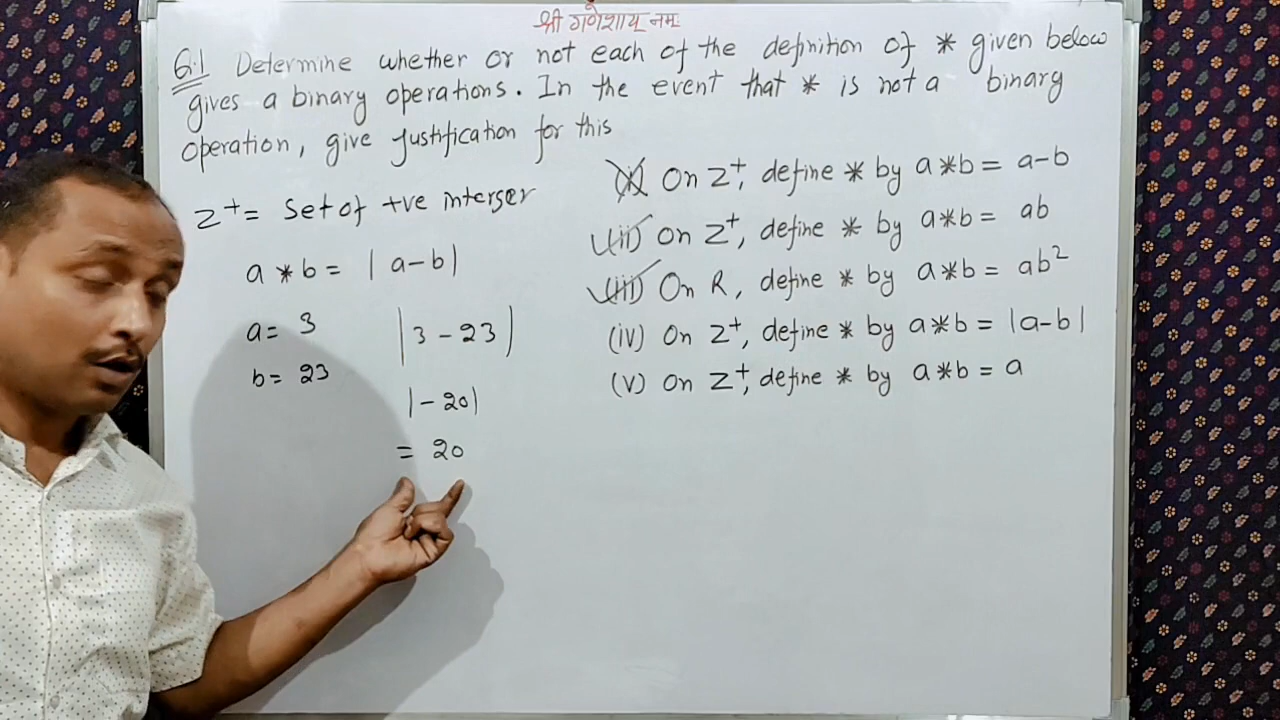 श्री गणेशाय नमः
Q.1 Determine whether or not each of the definition of * given below
gives a binary operations. In the event that * is not a binary
operation, give justification for this
Z⁺ = Set of +ve interser
a * b = |a-b|
a = 3
b = 23
|3 - 23|
|-20|
= 20
(i) On Z⁺, define * by a*b = a-b
(ii) On Z⁺, define * by a*b = ab
(iii) On R, define * by a*b = ab²
(iv) On Z⁺, define * by a*b = |a-b|
(v) On Z⁺, define * by a*b = a